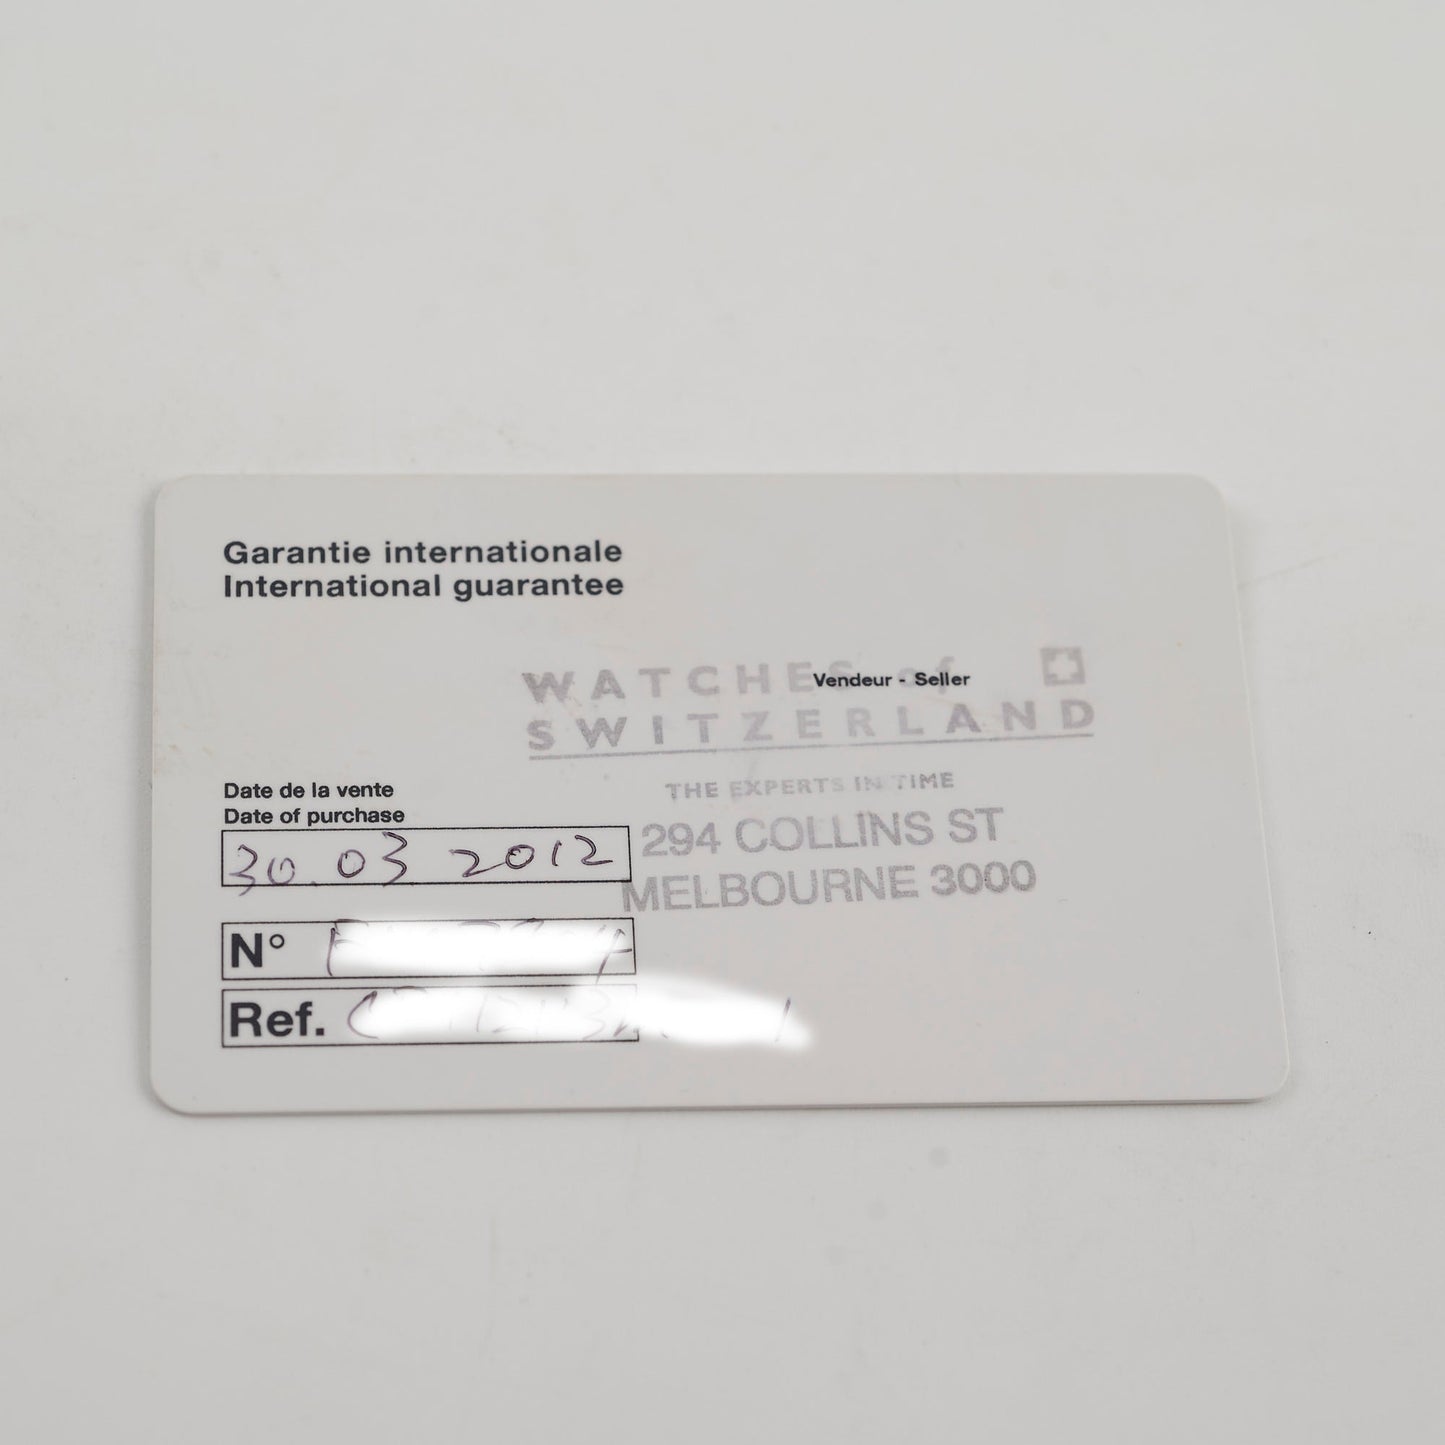 Garantie internationale
International guarantee
WATCHES of
Vendeur - Seller
SWITZERLAND
THE EXPERTS IN TIME
Date de la vente
Date of purchase
30.03 2012
294 COLLINS ST
MELBOURNE 3000
N°
Ref.